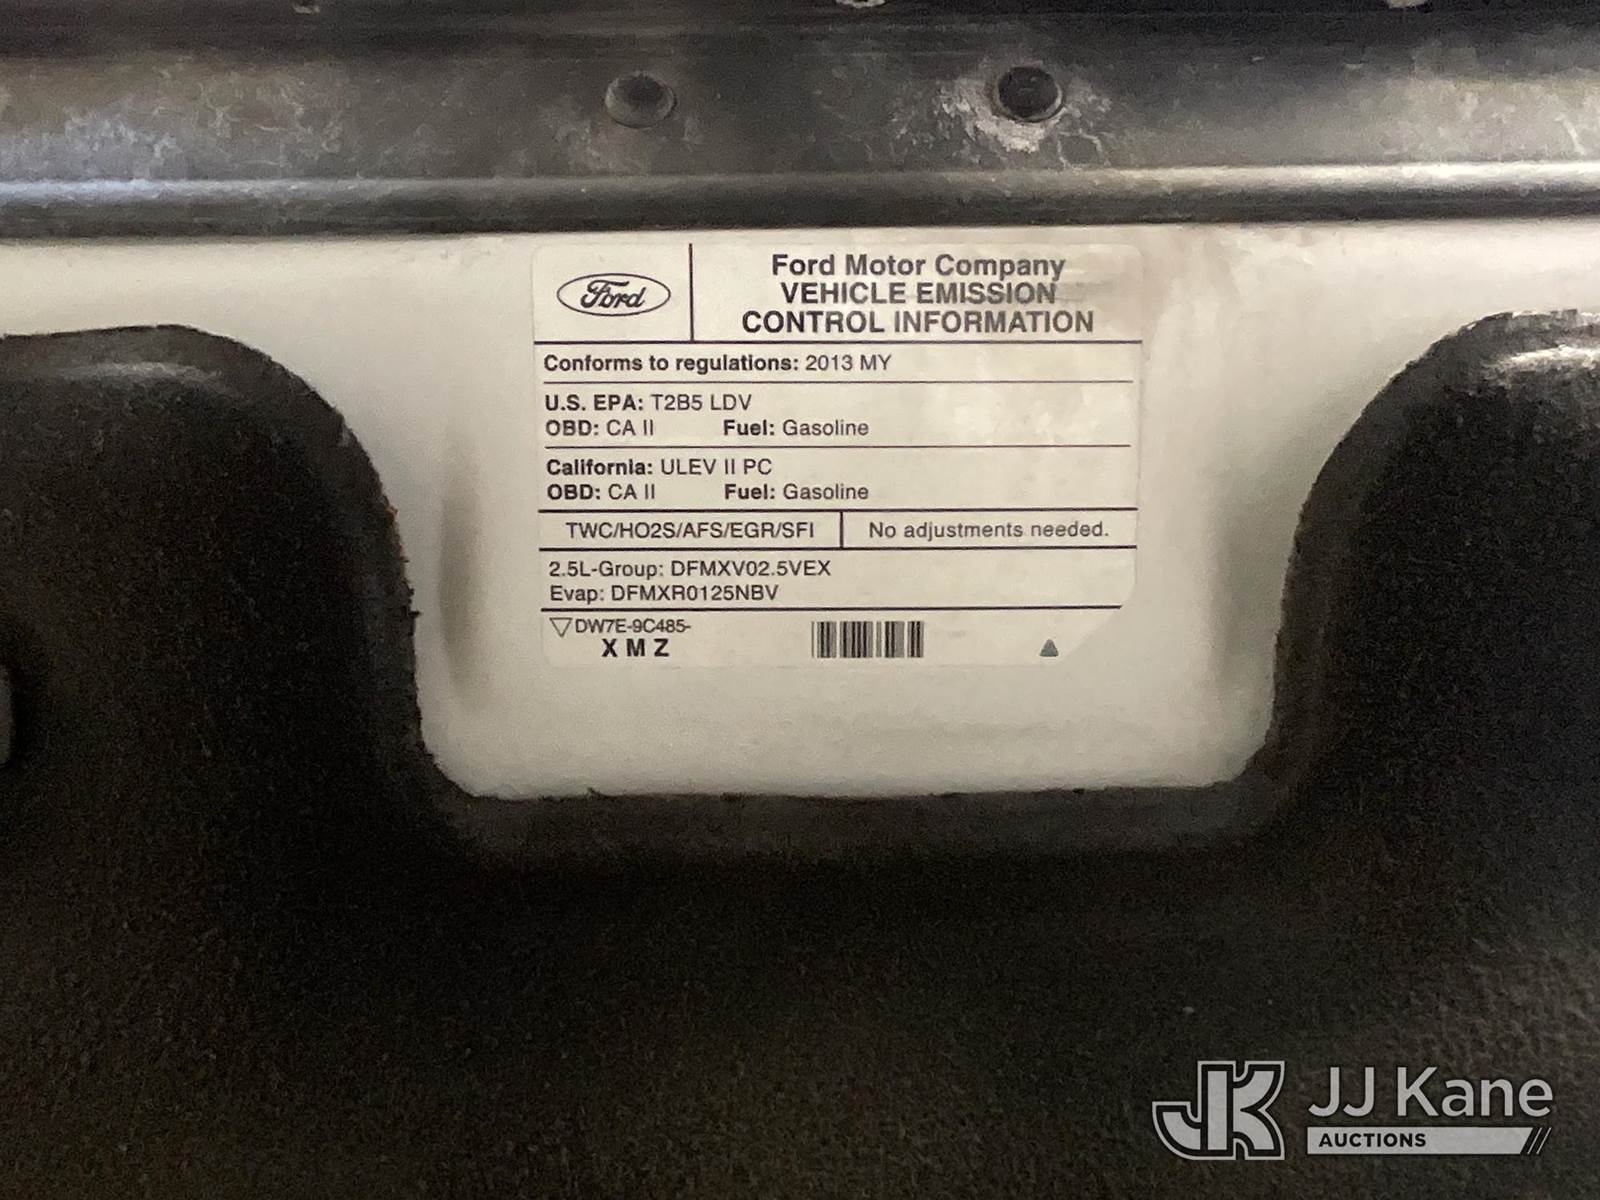 Ford
Ford Motor Company
VEHICLE EMISSION
CONTROL INFORMATION
Conforms to regulations: 2013 MY
U.S. EPA: T2B5 LDV
OBD: CA II Fuel: Gasoline
California: ULEV II PC
OBD: CA II Fuel: Gasoline
TWC/HO2S/AFS/EGR/SFI No adjustments needed.
2.5L-Group: DFMXV02.5VEX
Evap: DFMXR0125NBV
DW7E-9C485-
X M Z
JK JJ Kane
AUCTIONS